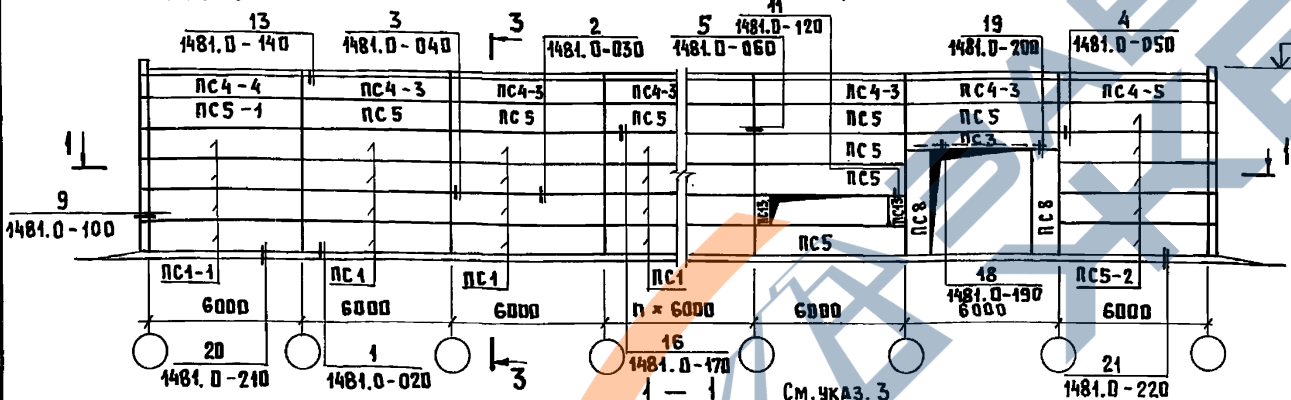 13 3 3 2 5 11 19 4
1481.0-140 1481.0-040 1481.0-030 1481.0-060 1481.0-120 1481.0-200 1481.0-050
ПС4-4 ПС4-3 ПС4-3 ПС4-3 ПС4-3 ПС4-3 ПС4-5
ПС5-1 ПС5 ПС5 ПС5 ПС5 ПС5
ПС3
1 ПС5 1
ПС5
9 ПС13 ПС13 ПС8 ПС8
1481.0-100
ПС5
ПС1-1 ПС1 ПС1 ПС1 18 ПС5-2
1481.0-190
6000 6000 6000 n × 6000 6000 6000 6000
20 1 3 16 21
1481.0-210 1481.0-020 1481.0-170 1481.0-220
1 — 1 См. указ. 3